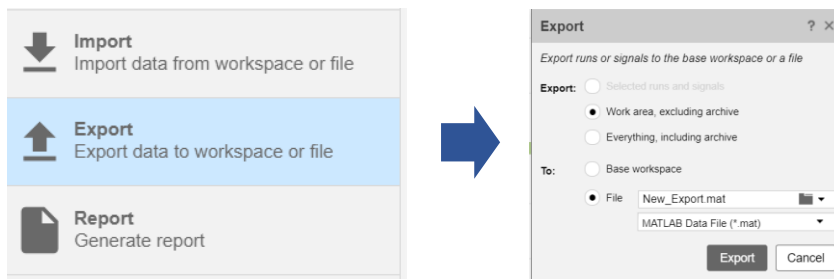 Import
Import data from workspace or file
Export
Export data to workspace or file
Report
Generate report
Export ? ×
Export runs or signals to the base workspace or a file
Export: Selected runs and signals
Work area, excluding archive
Everything, including archive
To: Base workspace
File New_Export.mat
MATLAB Data File (*.mat)
Export Cancel